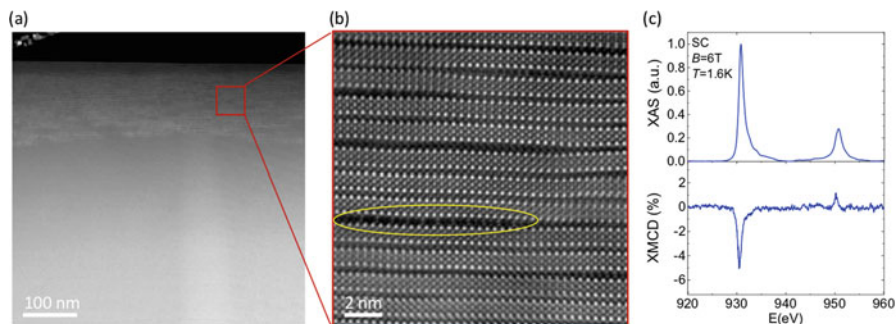 (a)
100 nm
(b)
2 nm
(c)
XAS (a.u.)
1.0
0.8
0.6
0.4
0.2
0.0
SC
B=6T
T=1.6K
XMCD (%)
2
0
-2
-4
-6
920 930 940 950 960
E(eV)